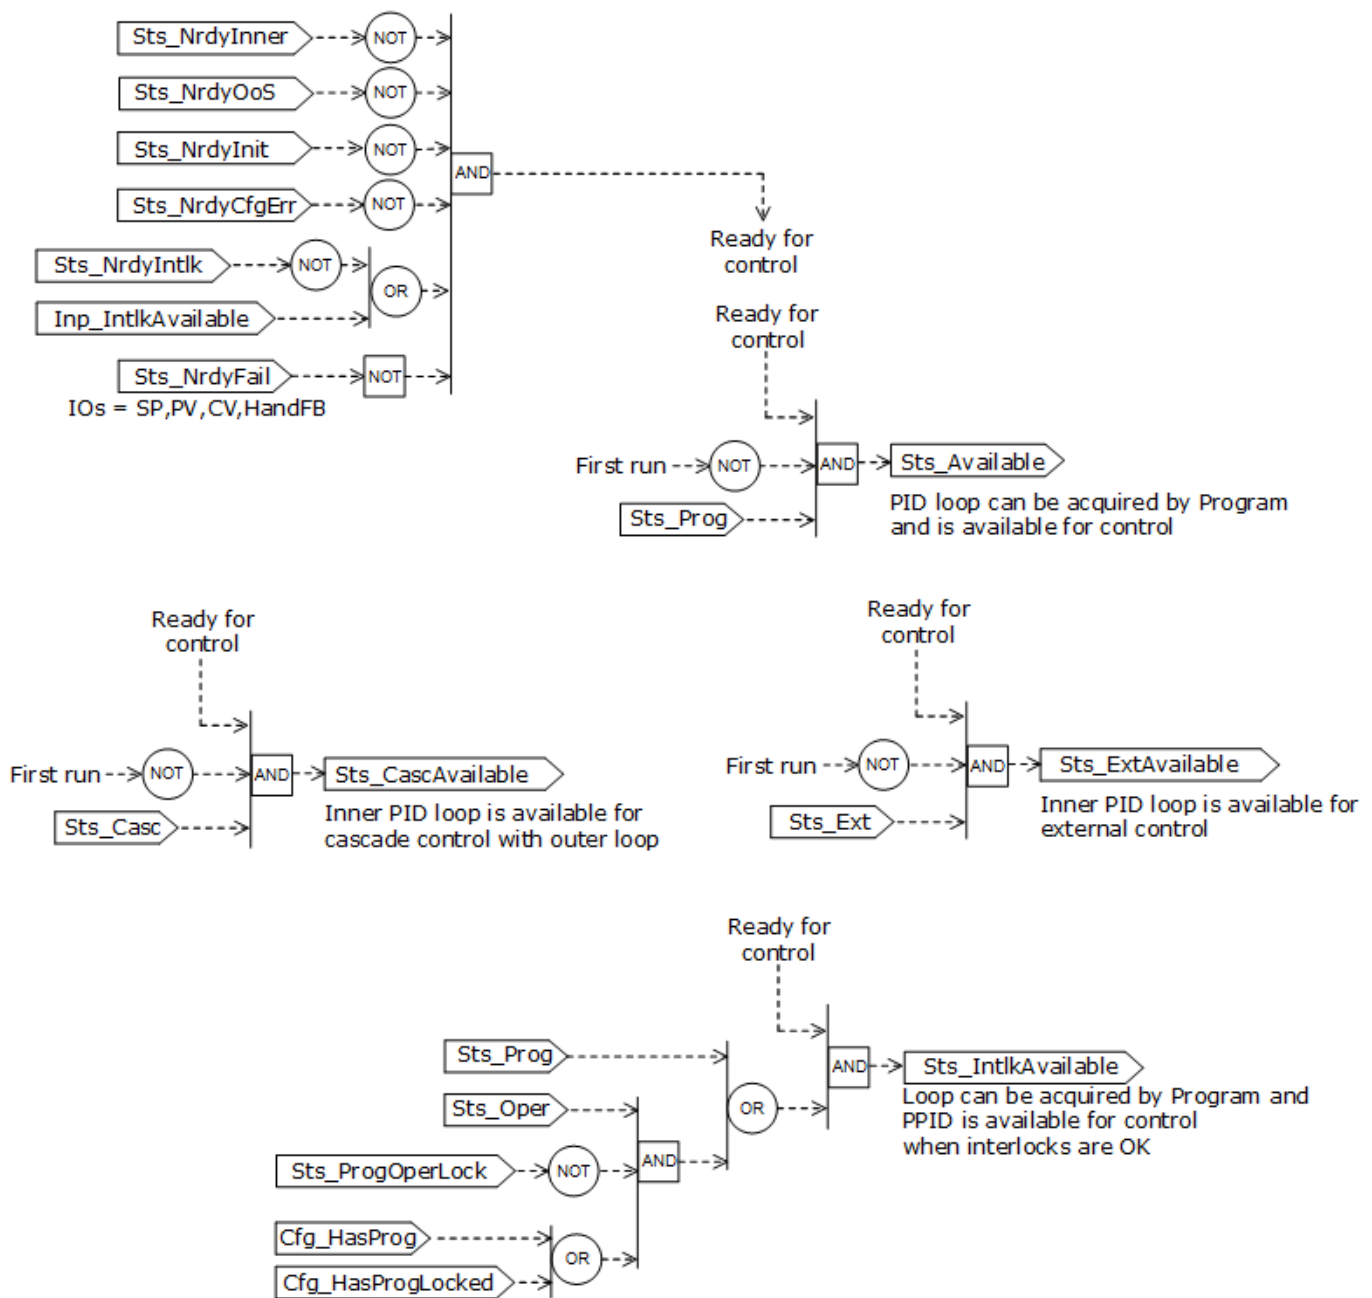 Sts_NrdyInner
NOT
Sts_NrdyOoS
NOT
Sts_NrdyInit
NOT
AND
Sts_NrdyCfgErr
NOT
Ready for
control
Sts_NrdyIntlk
NOT
OR
Inp_IntlkAvailable
Sts_NrdyFail
NOT
IOs = SP,PV,CV,HandFB
Ready for
control
First run
NOT
AND
Sts_Available
Sts_Prog
PID loop can be acquired by Program
and is available for control
Ready for
control
First run
NOT
AND
Sts_CascAvailable
Sts_Casc
Inner PID loop is available for
cascade control with outer loop
Ready for
control
First run
NOT
AND
Sts_ExtAvailable
Sts_Ext
Inner PID loop is available for
external control
Ready for
control
Sts_Prog
AND
Sts_IntlkAvailable
Loop can be acquired by Program and
PPID is available for control
when interlocks are OK
Sts_Oper
OR
Sts_ProgOperLock
NOT
AND
Cfg_HasProg
OR
Cfg_HasProgLocked